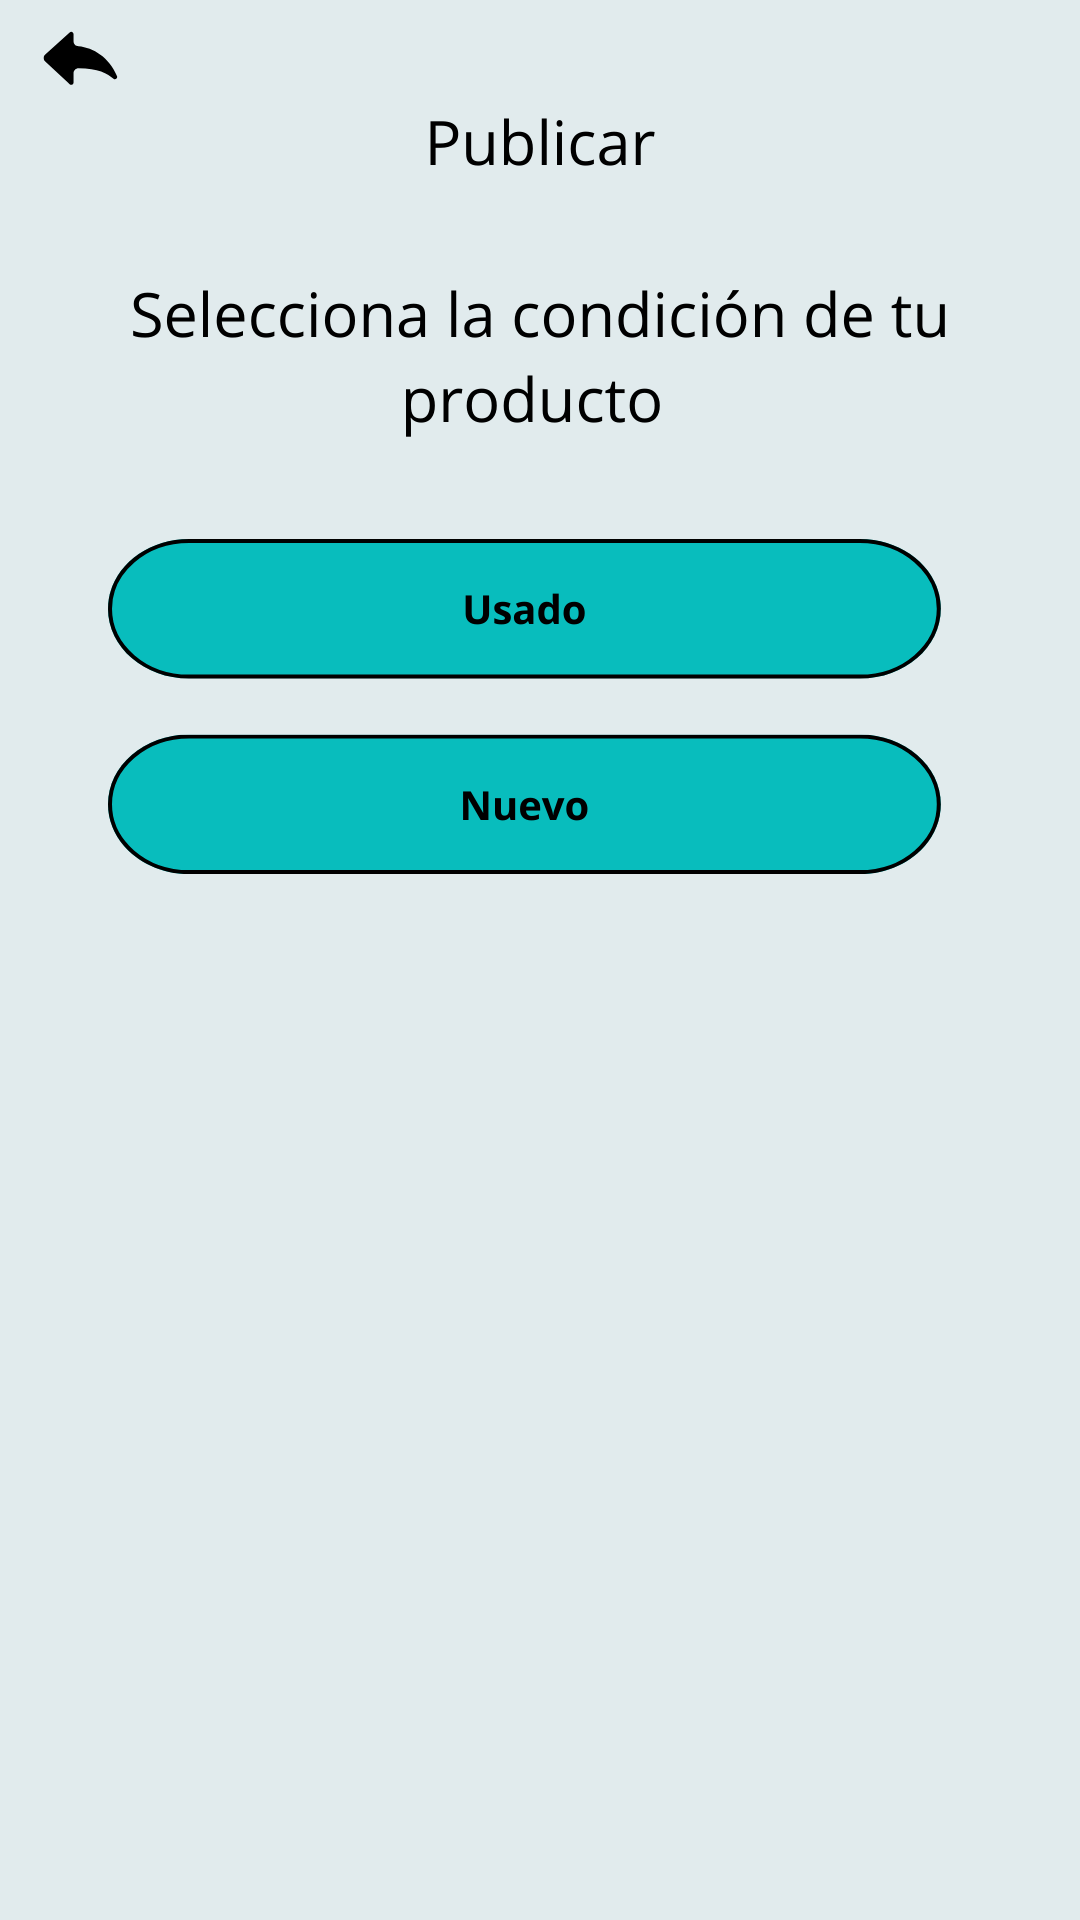 Publicar
Selecciona la condición de tu
producto
Usado
Nuevo